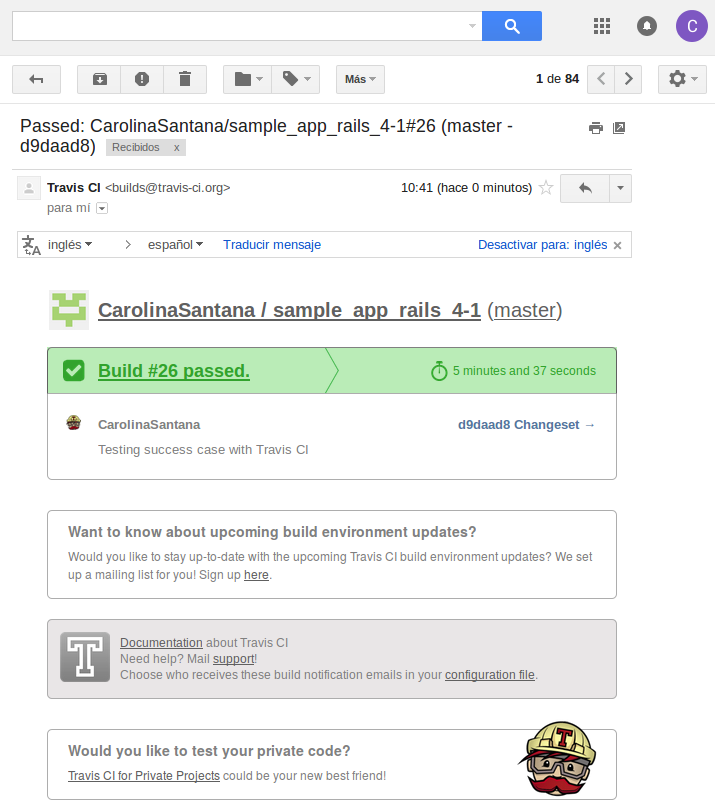 C
Más
1 de 84
Passed: CarolinaSantana/sample_app_rails_4-1#26 (master -
d9daad8) Recibidos x
Travis CI <builds@travis-ci.org>
10:41 (hace 0 minutos)
para mí
inglés
español
Traducir mensaje
Desactivar para: inglés
CarolinaSantana / sample_app_rails_4-1 (master)
Build #26 passed.
5 minutes and 37 seconds
CarolinaSantana
d9daad8 Changeset →
Testing success case with Travis CI
Want to know about upcoming build environment updates?
Would you like to stay up-to-date with the upcoming Travis CI build environment updates? We set
up a mailing list for you! Sign up here.
T
Documentation about Travis CI
Need help? Mail support!
Choose who receives these build notification emails in your configuration file.
Would you like to test your private code?
Travis CI for Private Projects could be your new best friend!
T